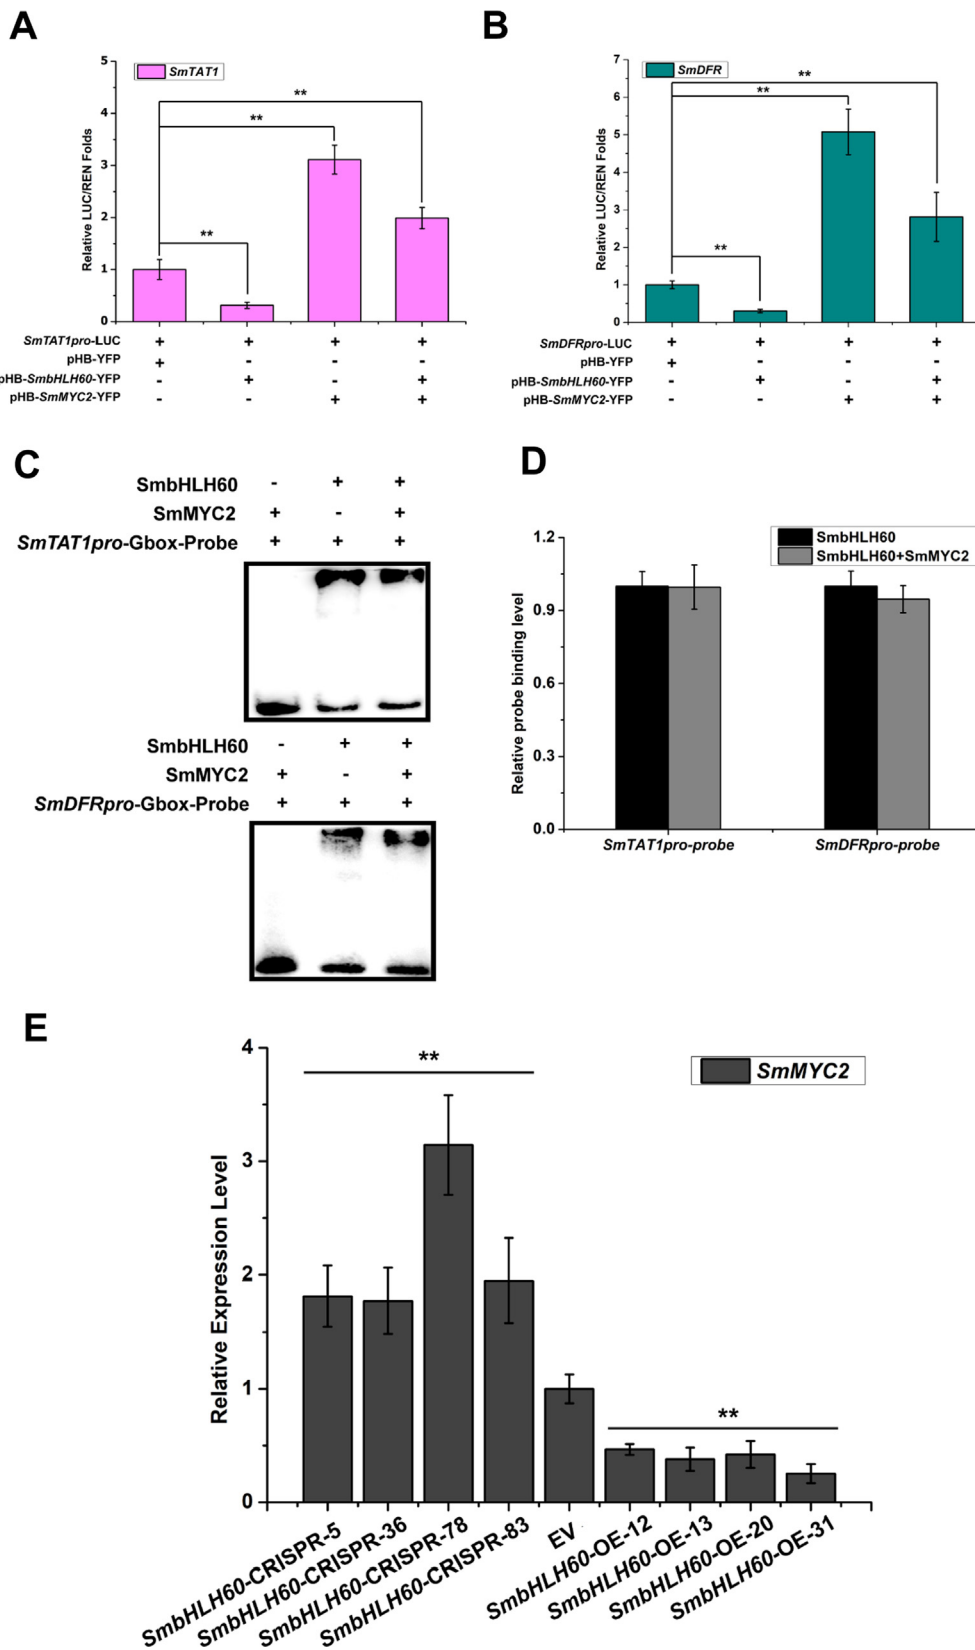 A
SmTAT1
Relative LUC/REN Folds
5
4
3
2
1
0
**
**
**
SmTAT1pro-LUC + + + +
pHB-YFP + - - -
pHB-SmbHLH60-YFP - + - +
pHB-SmMYC2-YFP - - + +
B
SmDFR
Relative LUC/REN Folds
7
6
5
4
3
2
1
0
**
**
**
SmDFRpro-LUC + + + +
pHB-YFP + - - -
pHB-SmbHLH60-YFP - + - +
pHB-SmMYC2-YFP - - + +
C
SmbHLH60 - + +
SmMYC2 + - +
SmTAT1pro-Gbox-Probe + + +
SmbHLH60 - + +
SmMYC2 + - +
SmDFRpro-Gbox-Probe + + +
D
SmbHLH60
SmbHLH60+SmMYC2
Relative probe binding level
1.2
0.9
0.6
0.3
0.0
SmTAT1pro-probe SmDFRpro-probe
E
SmMYC2
Relative Expression Level
4
3
2
1
0
**
**
SmbHLH60-CRISPR-5
SmbHLH60-CRISPR-36
SmbHLH60-CRISPR-78
SmbHLH60-CRISPR-83
EV
SmbHLH60-OE-12
SmbHLH60-OE-13
SmbHLH60-OE-20
SmbHLH60-OE-31